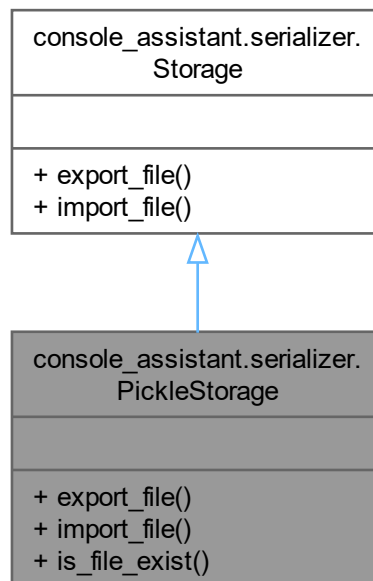 console_assistant.serializer.
Storage
+ export_file()
+ import_file()
console_assistant.serializer.
PickleStorage
+ export_file()
+ import_file()
+ is_file_exist()